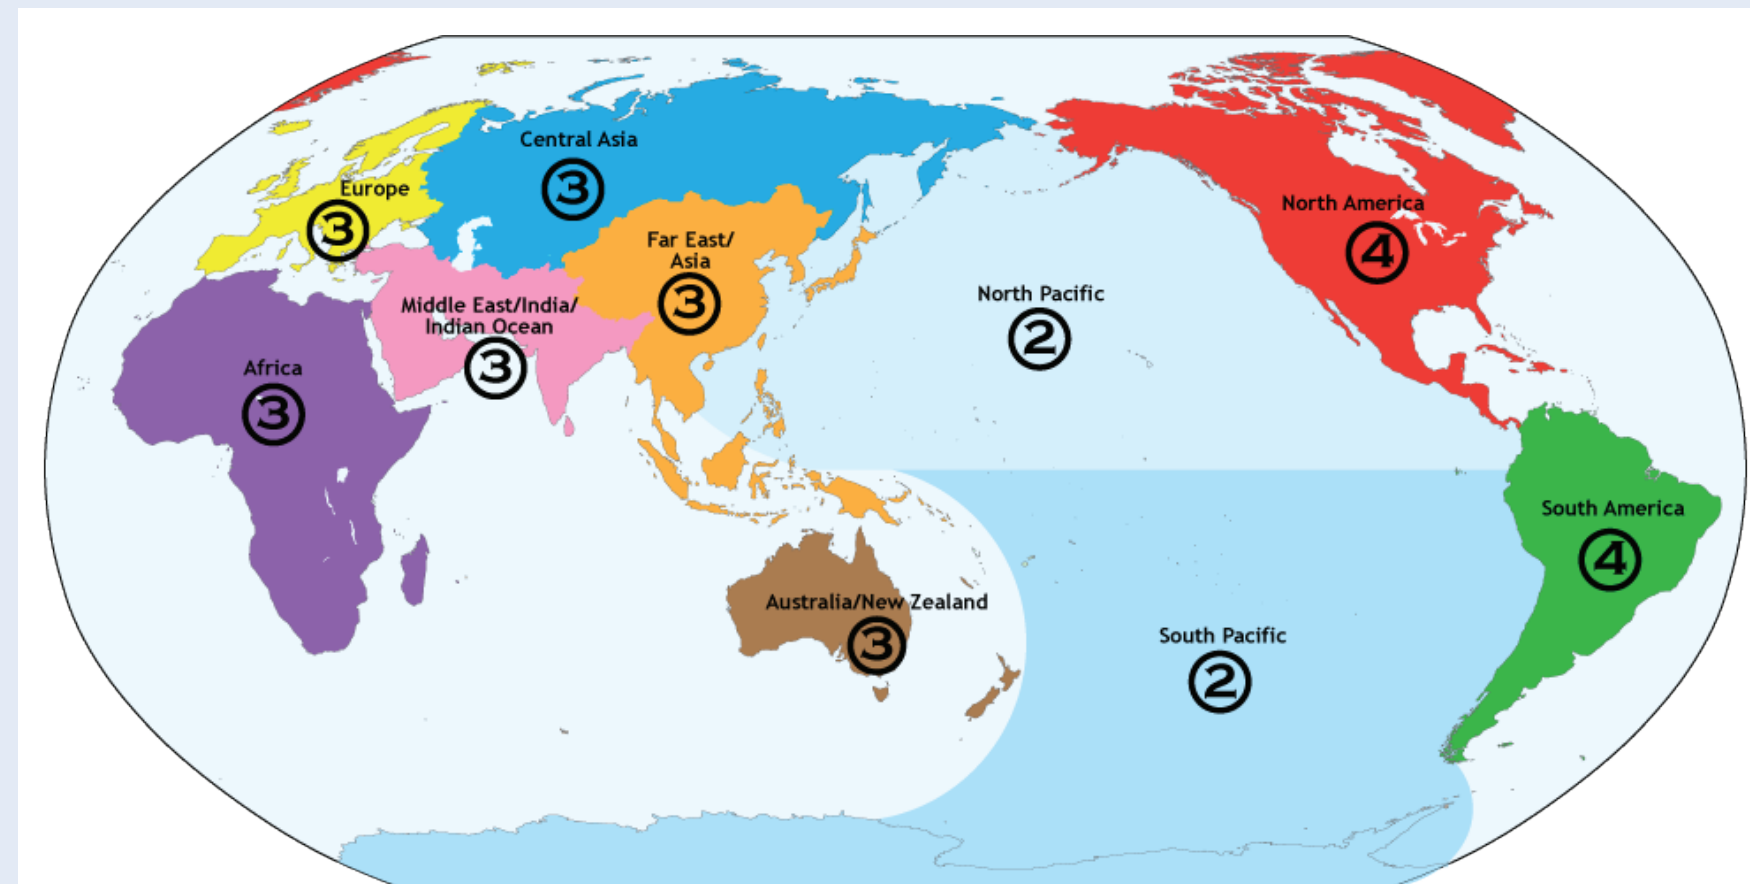 Central Asia
3
Europe
3
North America
4
Far East/
Asia
3
North Pacific
2
Middle East/India/
Indian Ocean
3
Africa
3
South America
4
Australia/New Zealand
3
South Pacific
2